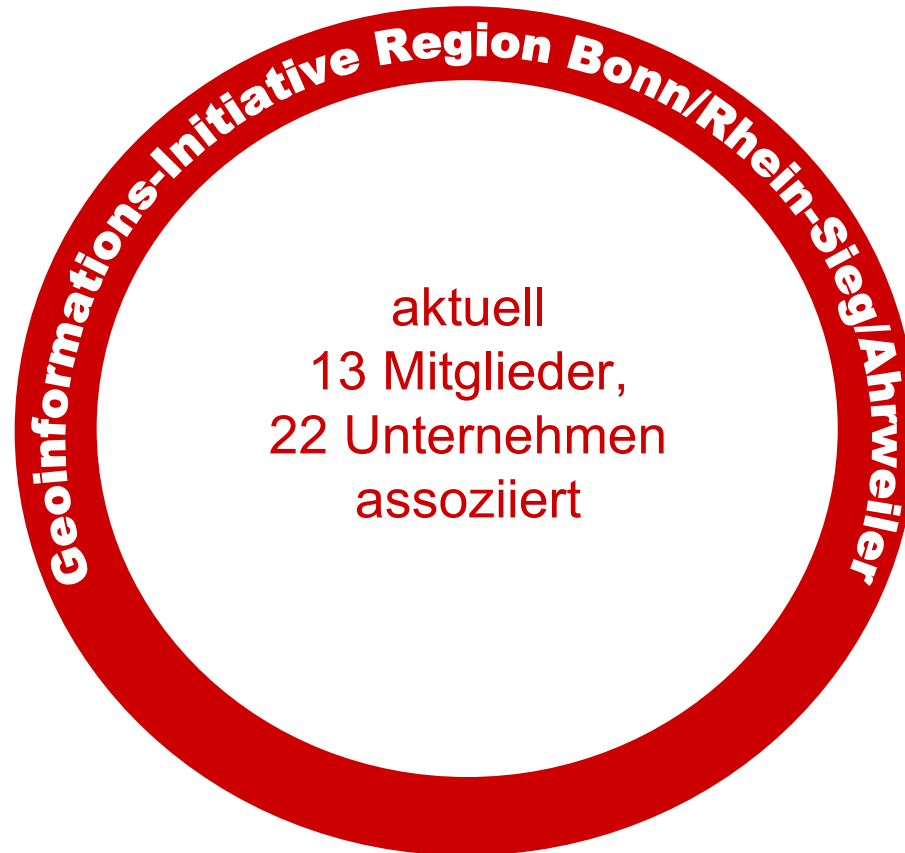 Geoinformations-Initiative Region Bonn/Rhein-Sieg/Ahrweiler
aktuell
13 Mitglieder,
22 Unternehmen
assoziiert